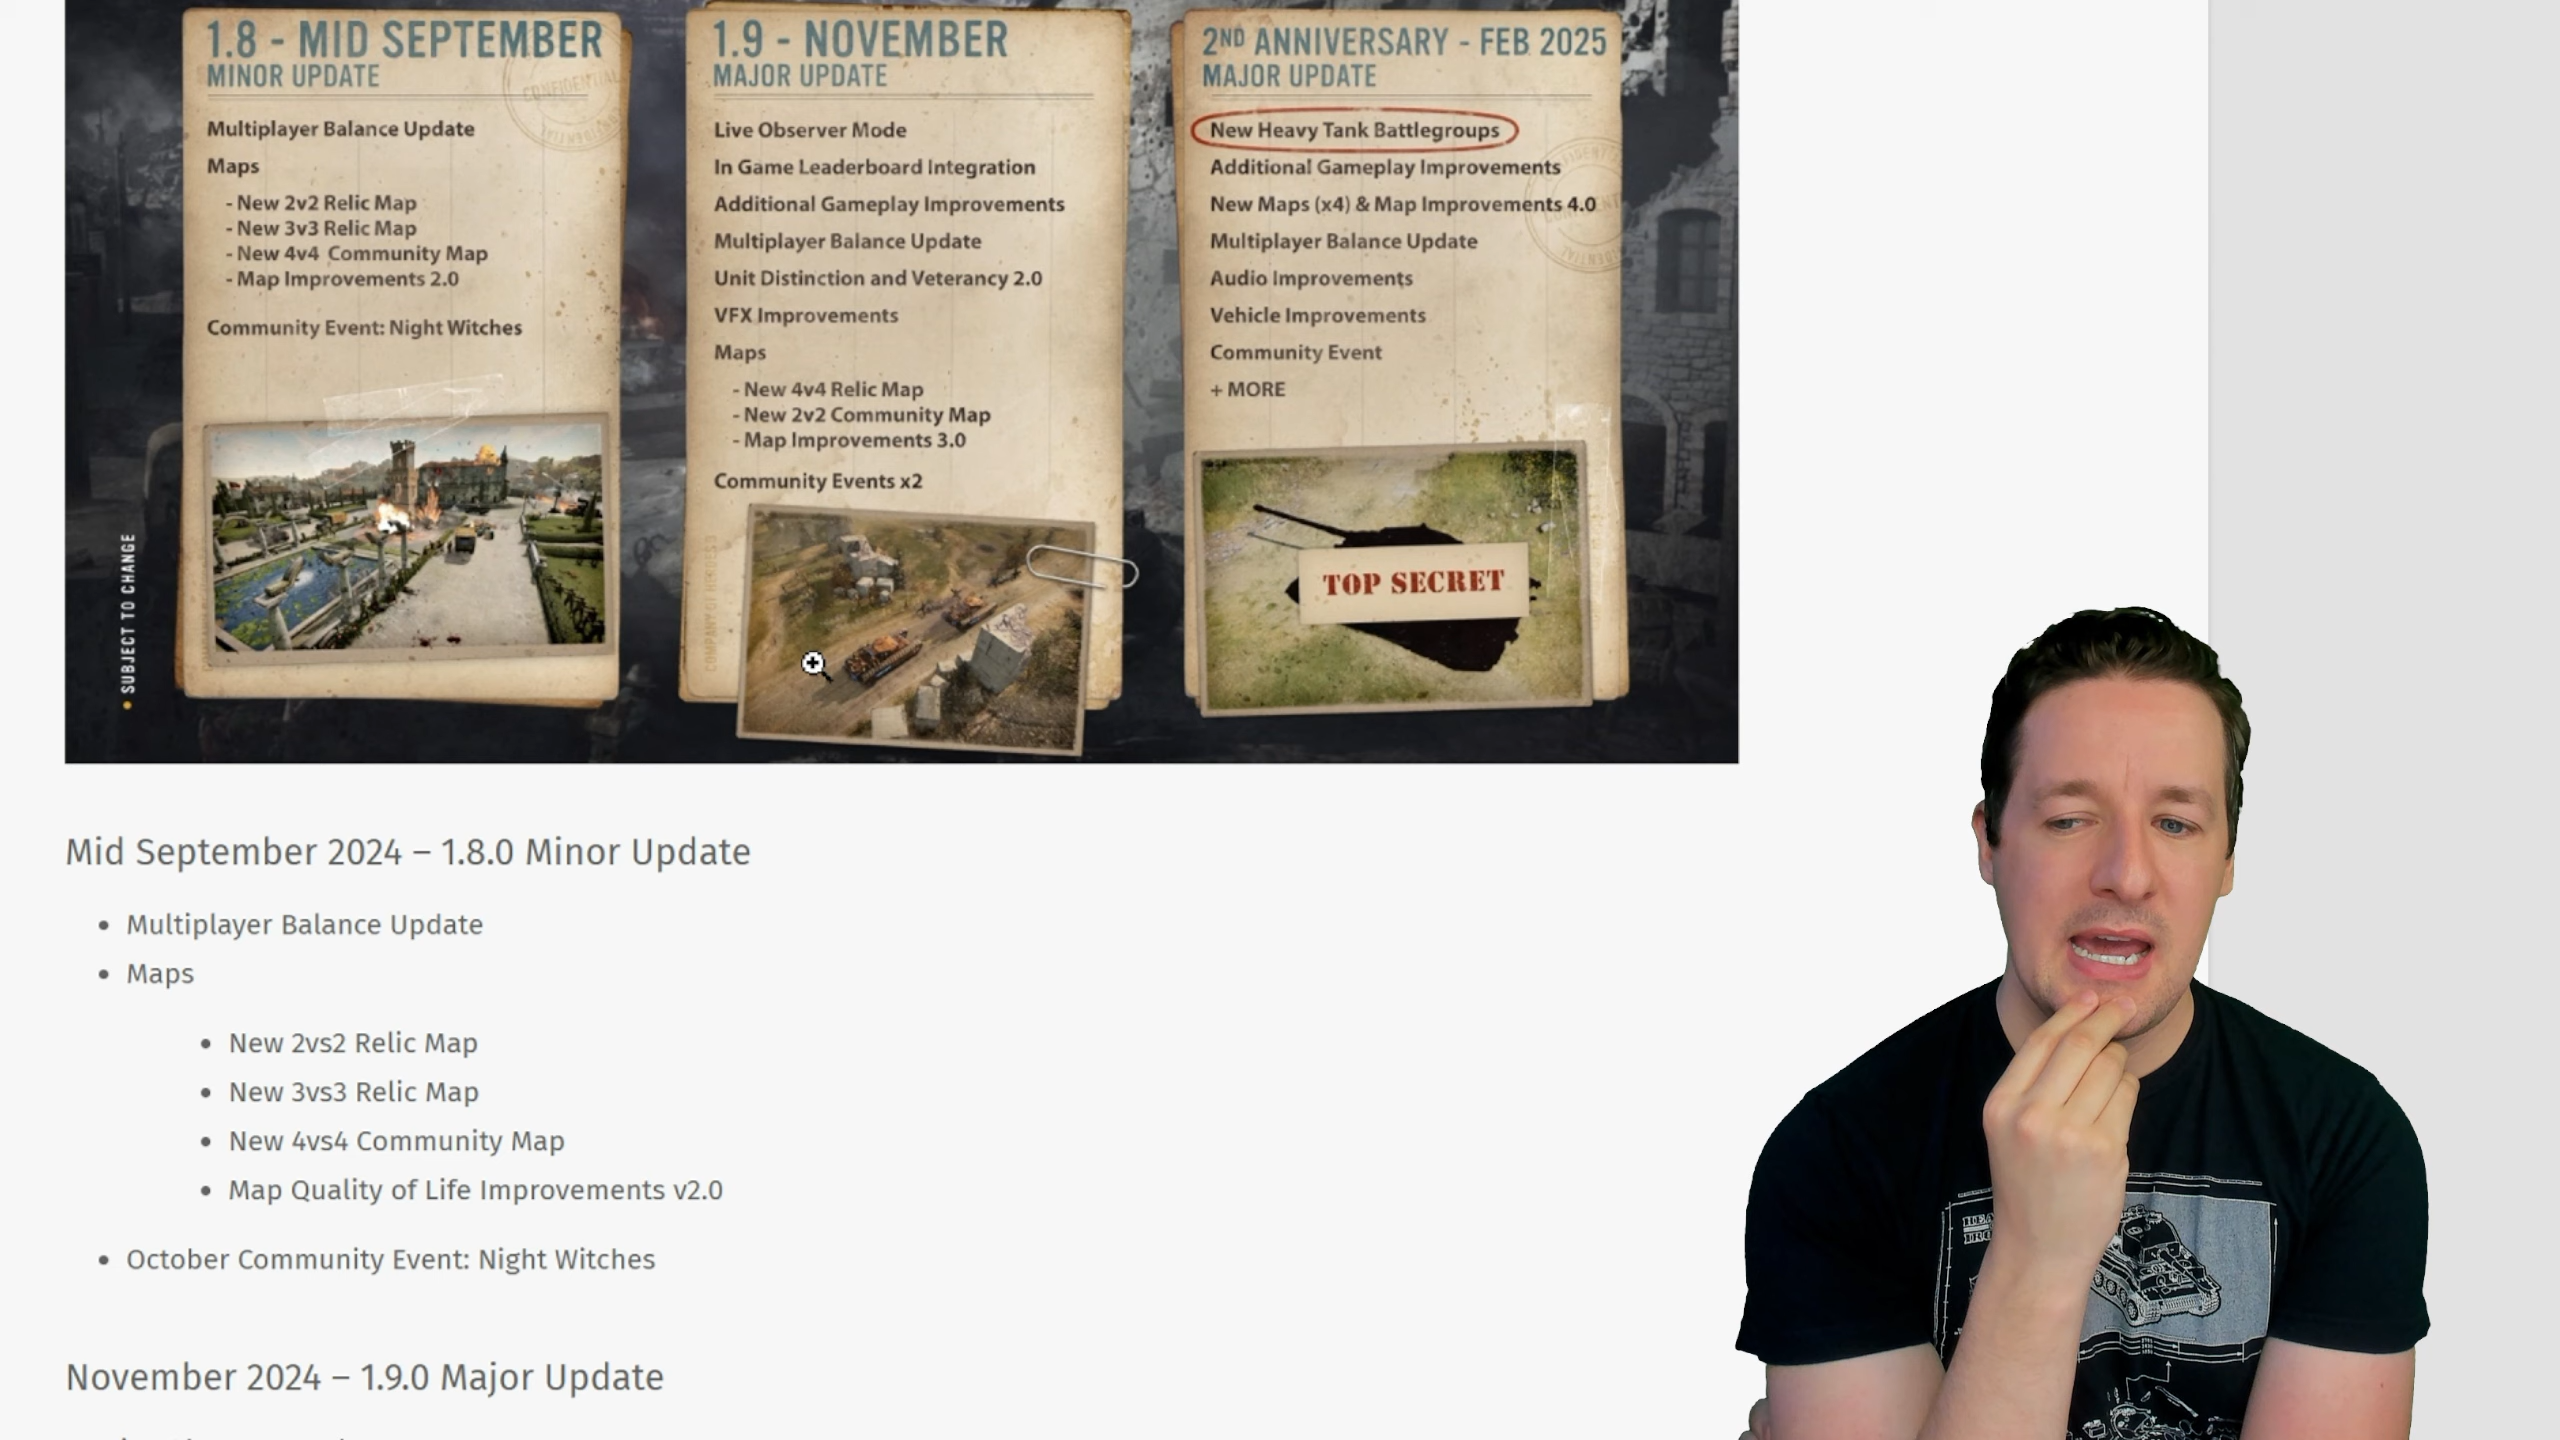 1.8 - MID SEPTEMBER
MINOR UPDATE
CONFIDENTIAL
Multiplayer Balance Update
Maps
- New 2v2 Relic Map
- New 3v3 Relic Map
- New 4v4 Community Map
- Map Improvements 2.0
Community Event: Night Witches
SUBJECT TO CHANGE
1.9 - NOVEMBER
MAJOR UPDATE
Live Observer Mode
In Game Leaderboard Integration
Additional Gameplay Improvements
Multiplayer Balance Update
Unit Distinction and Veterancy 2.0
VFX Improvements
Maps
- New 4v4 Relic Map
- New 2v2 Community Map
- Map Improvements 3.0
Community Events x2
COMPANY OF HEROES 3
2ND ANNIVERSARY - FEB 2025
MAJOR UPDATE
New Heavy Tank Battlegroups
Additional Gameplay Improvements
New Maps (x4) & Map Improvements 4.0
Multiplayer Balance Update
Audio Improvements
Vehicle Improvements
Community Event
+ MORE
TOP SECRET
Mid September 2024 – 1.8.0 Minor Update
• Multiplayer Balance Update
• Maps
• New 2vs2 Relic Map
• New 3vs3 Relic Map
• New 4vs4 Community Map
• Map Quality of Life Improvements v2.0
• October Community Event: Night Witches
November 2024 – 1.9.0 Major Update